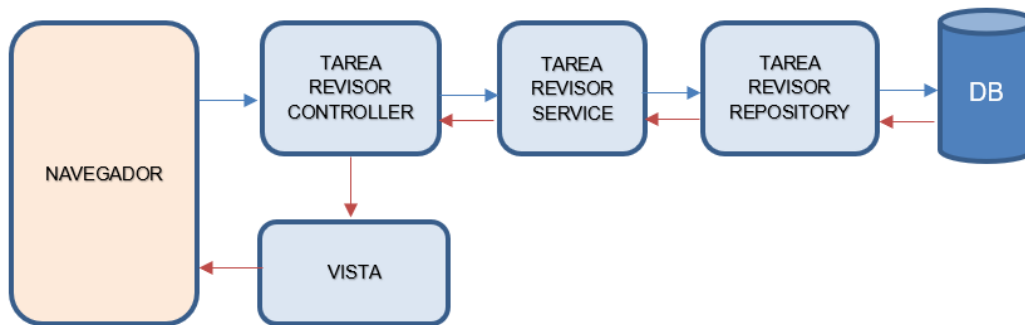 NAVEGADOR
TAREA
REVISOR
CONTROLLER
TAREA
REVISOR
SERVICE
TAREA
REVISOR
REPOSITORY
DB
VISTA